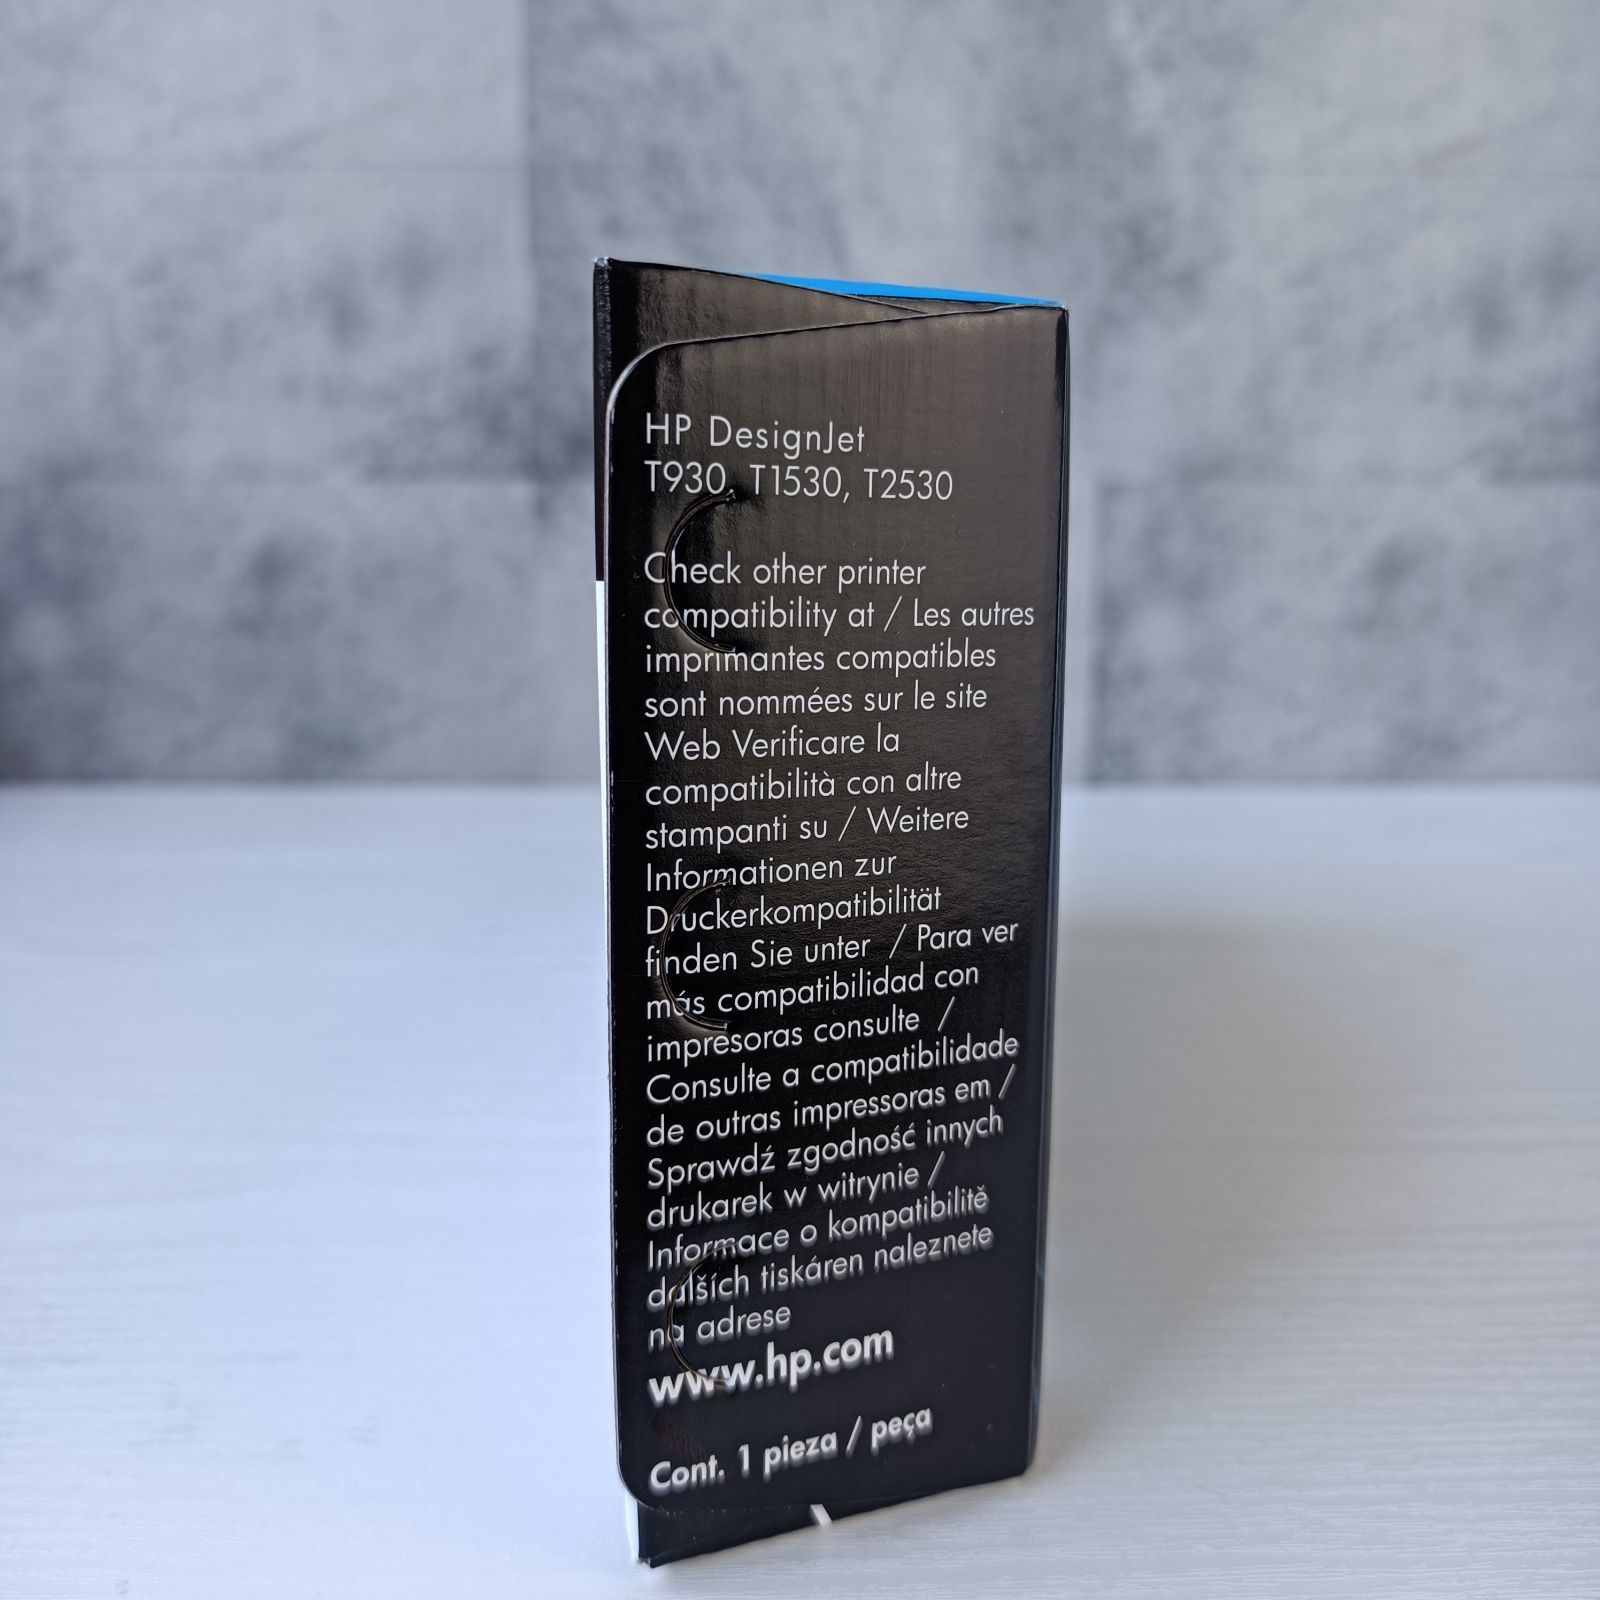 HP DesignJet
T930, T1530, T2530
Check other printer
compatibility at / Les autres
imprimantes compatibles
sont nommées sur le site
Web Verificare la
compatibilità con altre
stampanti su / Weitere
Informationen zur
Druckerkompatibilität
finden Sie unter / Para ver
más compatibilidad con
impresoras consulte /
Consulte a compatibilidade
de outras impressoras em /
Sprawdź zgodność innych
drukarek w witrynie /
Informace o kompatibilitě
dalších tiskáren naleznete
na adrese
www.hp.com
Cont. 1 pieza / peça